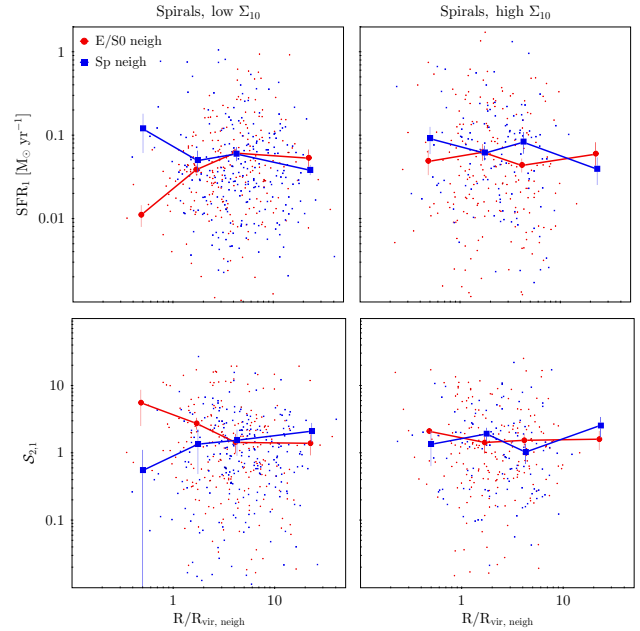 Spirals, low Σ₁₀
Spirals, high Σ₁₀
E/S0 neigh
Sp neigh
1
0.1
0.01
SFR₁ [M⊙ yr⁻¹]
10
1
0.1
𝒮₂,₁
1
10
1
10
R/Rvir, neigh
R/Rvir, neigh